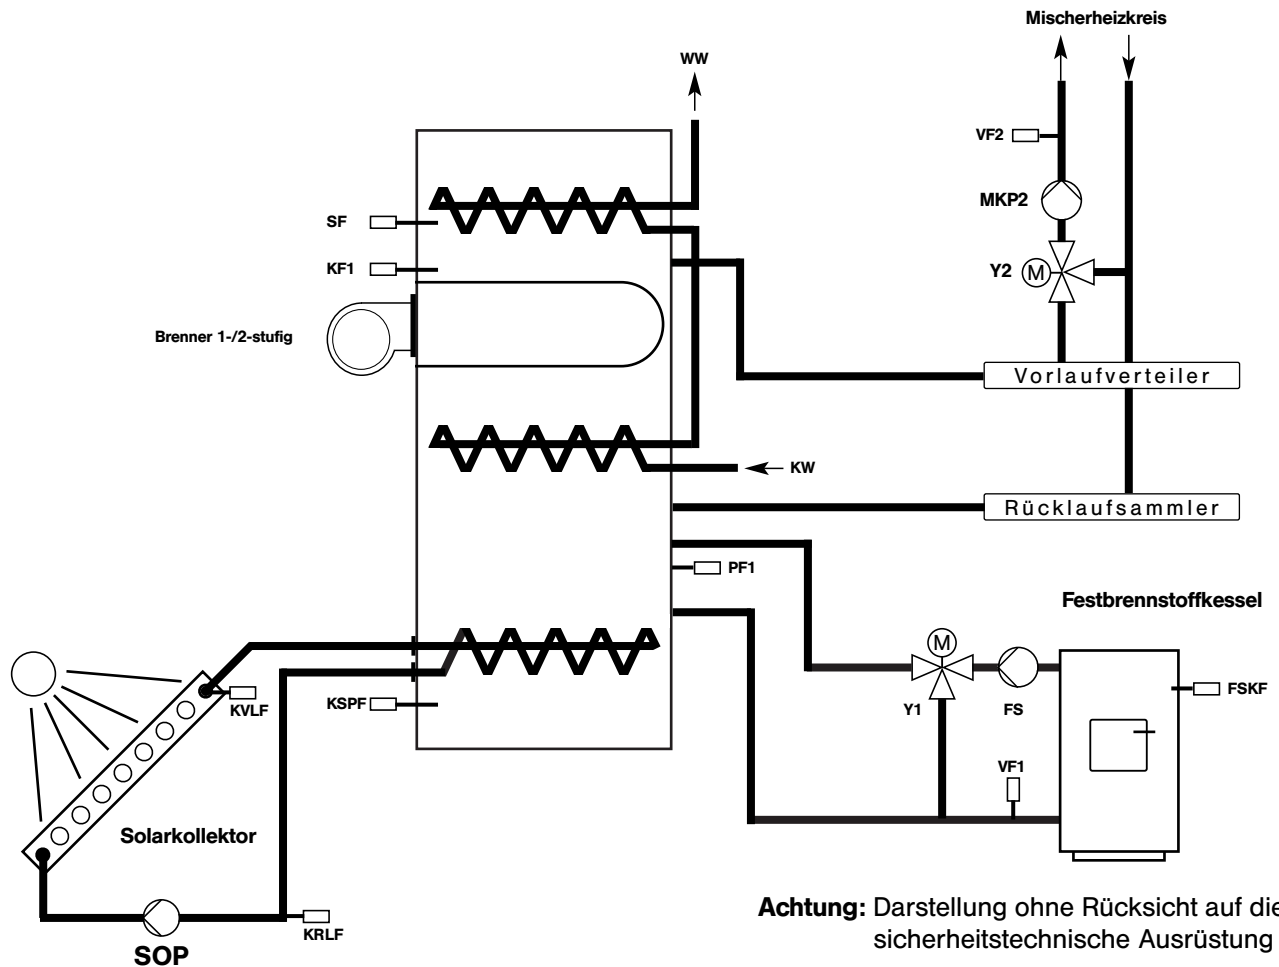 Mischerheizkreis
WW
VF2
MKP2
SF
KF1
Y2
M
Brenner 1-/2-stufig
Vorlaufverteiler
KW
Rücklaufsammler
PF1
Festbrennstoffkessel
M
KVLF
KSPF
Y1
FS
FSKF
VF1
Solarkollektor
KRLF
SOP
Achtung: Darstellung ohne Rücksicht auf die
sicherheitstechnische Ausrüstung